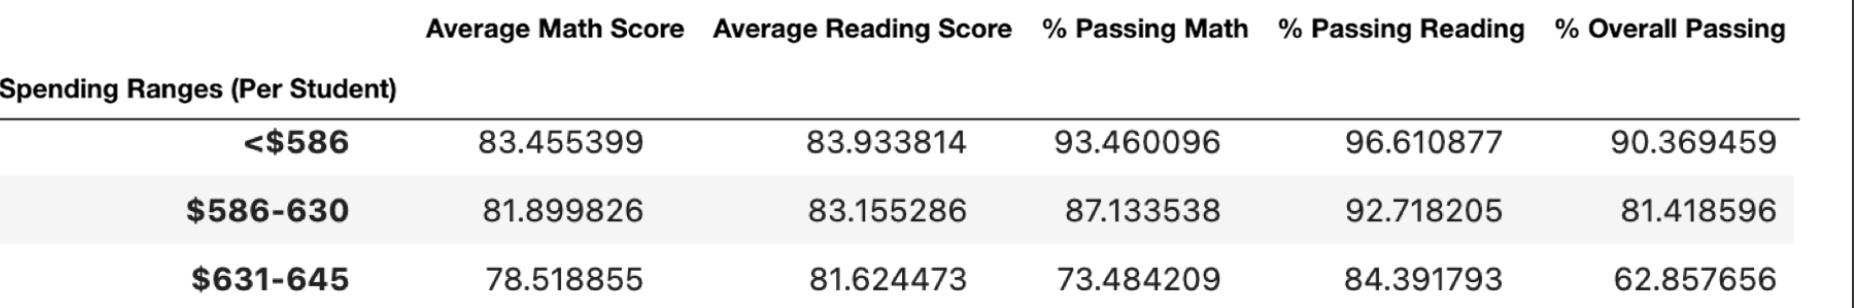 Average Math Score Average Reading Score % Passing Math % Passing Reading % Overall Passing
Spending Ranges (Per Student)
<$586 83.455399 83.933814 93.460096 96.610877 90.369459
$586-630 81.899826 83.155286 87.133538 92.718205 81.418596
$631-645 78.518855 81.624473 73.484209 84.391793 62.857656